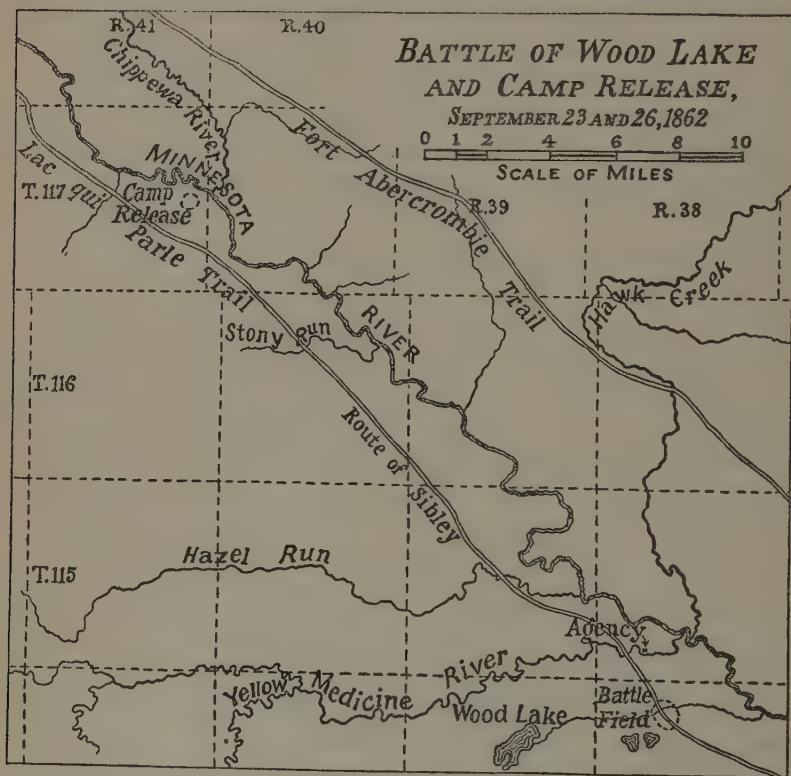 BATTLE OF WOOD LAKE
AND CAMP RELEASE,
SEPTEMBER 23 AND 26, 1862
0 1 2 4 6 8 10
SCALE OF MILES
R. 41
R. 40
Chippewa River
Fort Abercrombie Trail
R. 39
R. 38
MINNESOTA RIVER
T. 117
Camp
Release
Lac qui Parle Trail
Hawk Creek
Stony Run
T. 116
Route of Sibley
Hazel Run
T. 115
Agency
Yellow Medicine River
Wood Lake
Battle
Field